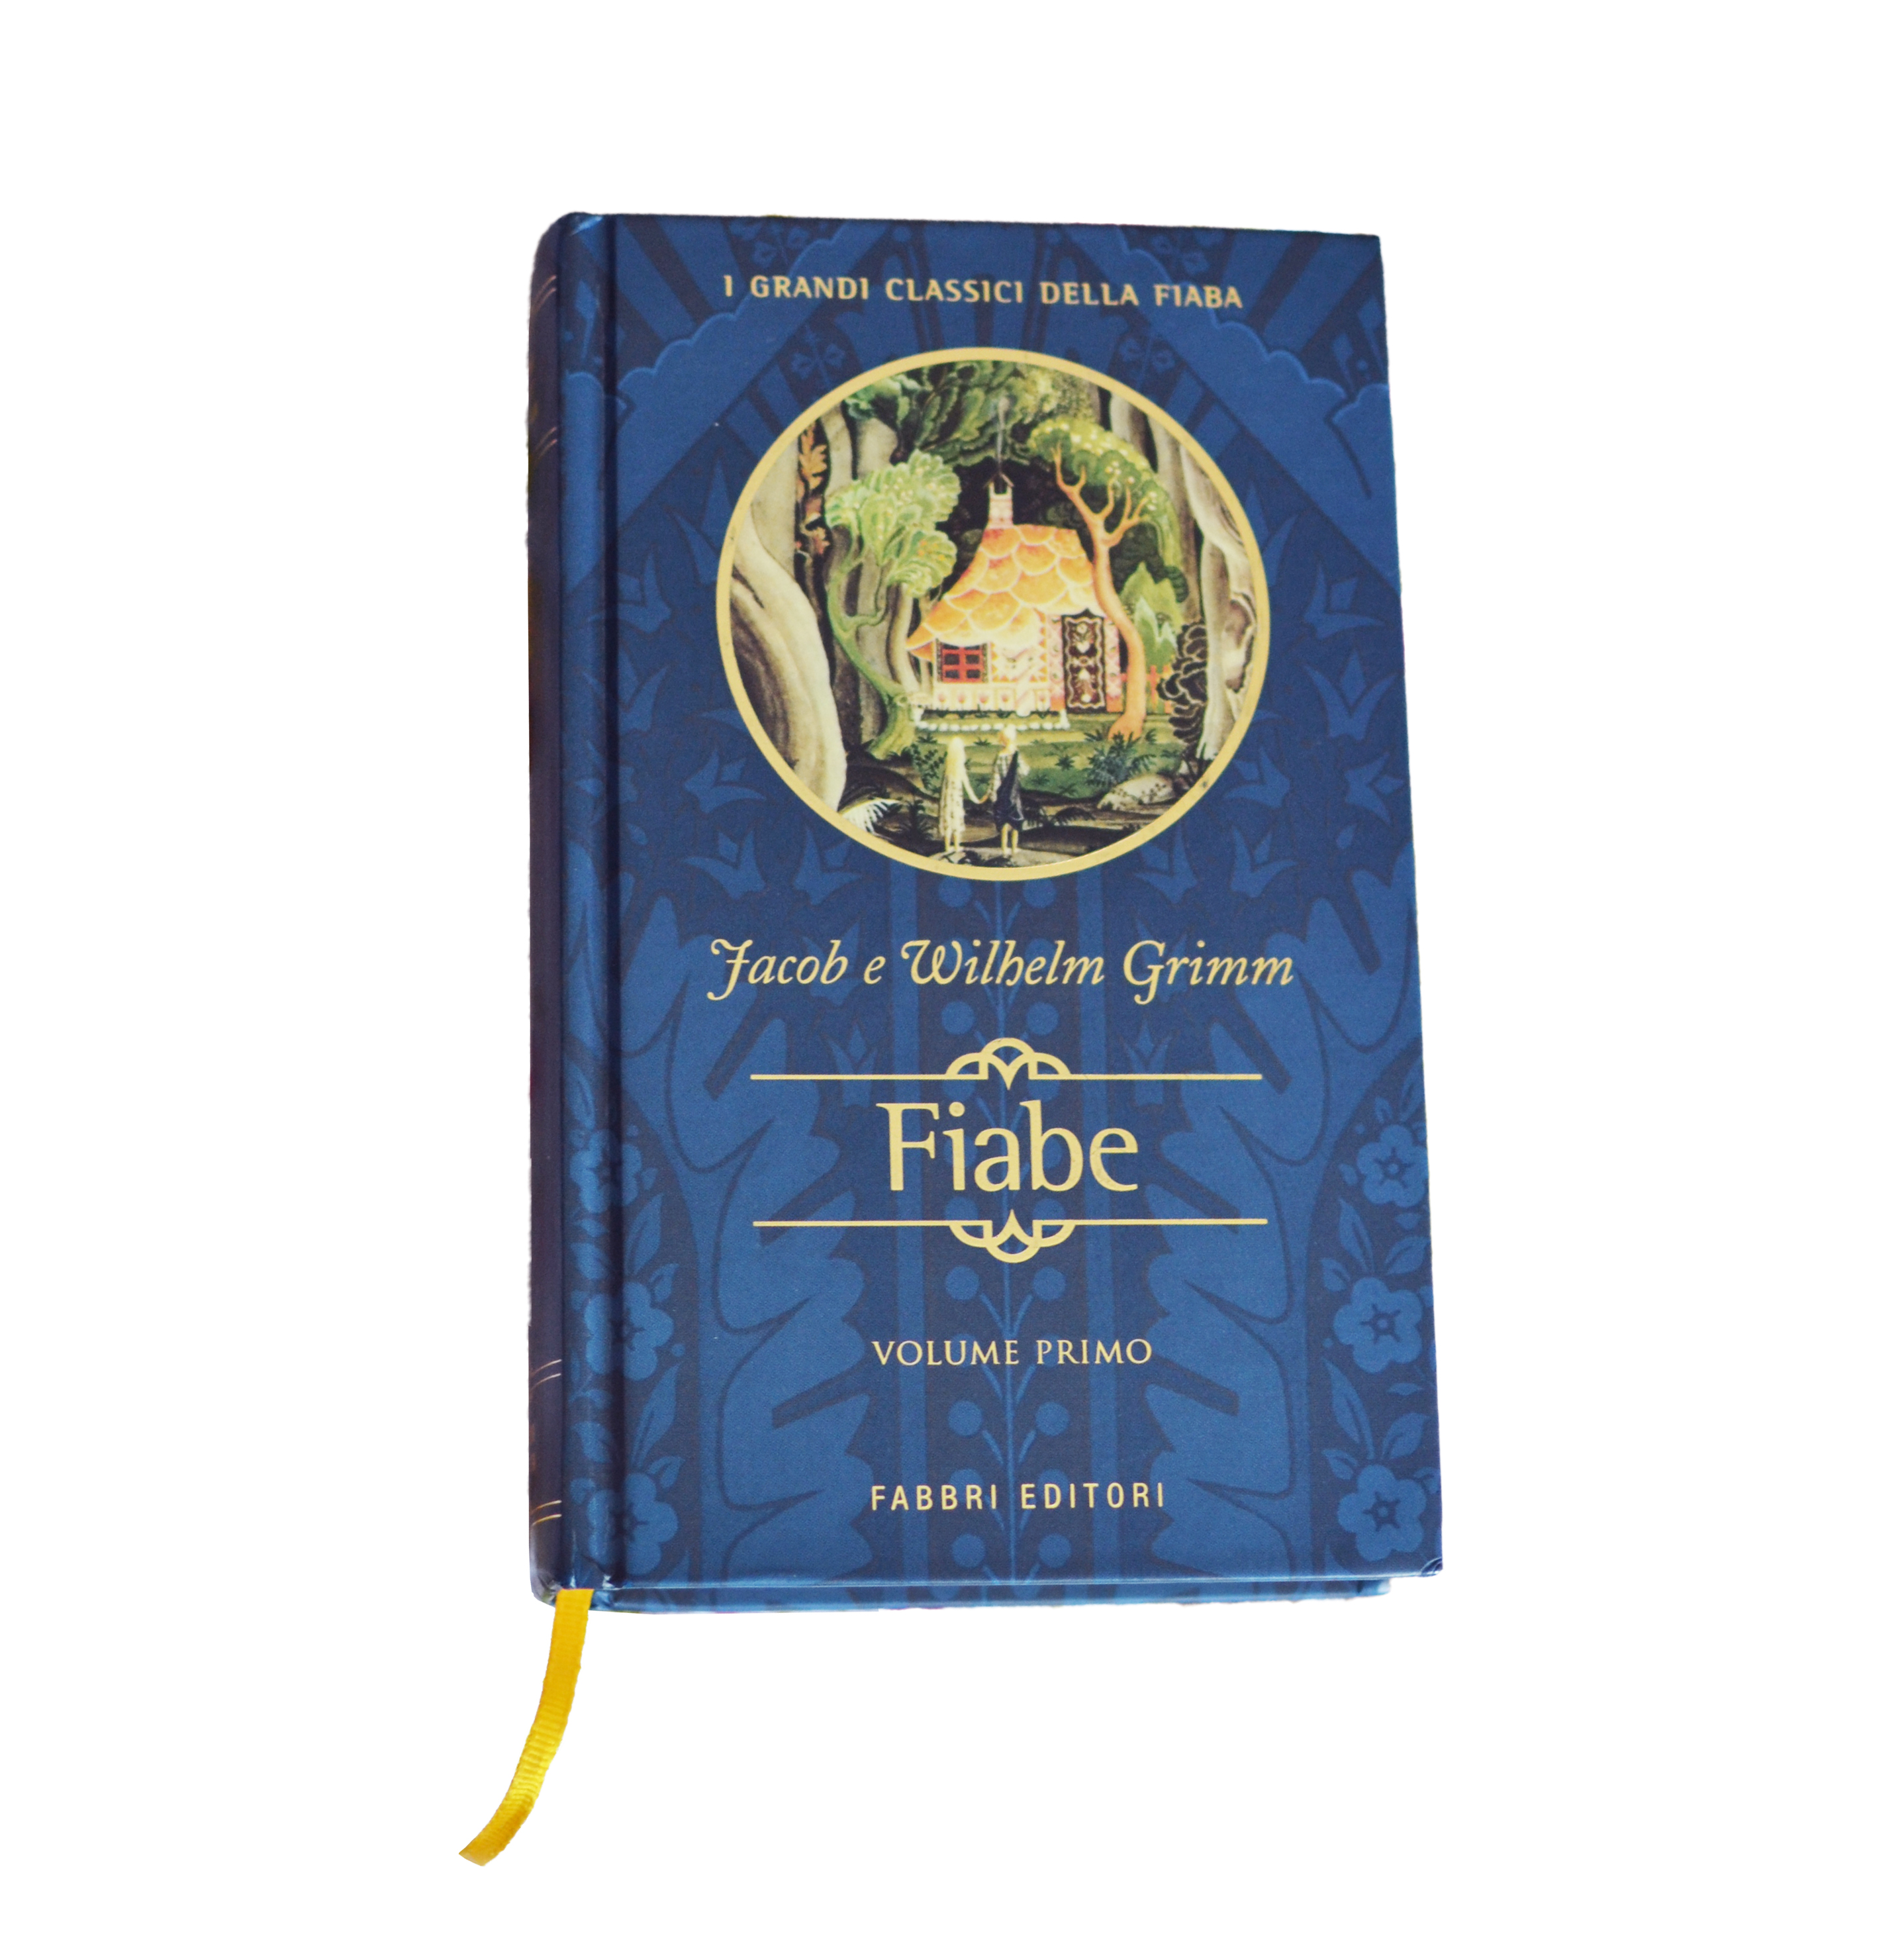 I GRANDI CLASSICI DELLA FIABA
Jacob e Wilhelm Grimm
Fiabe
VOLUME PRIMO
FABBRI EDITORI